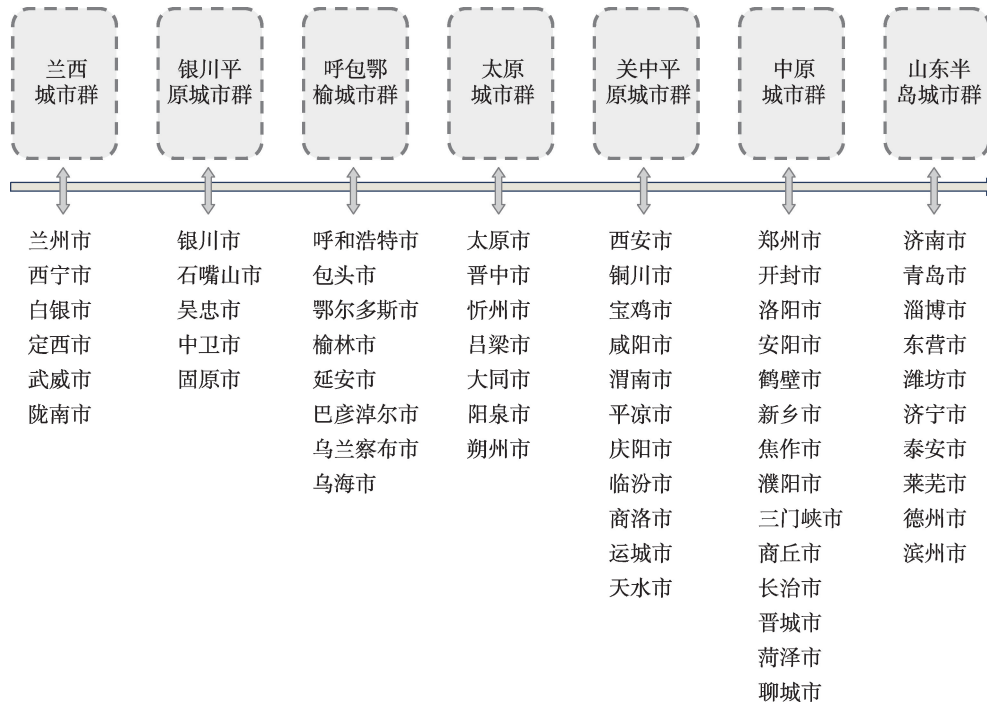 兰西
城市群
银川平
原城市群
呼包鄂
榆城市群
太原
城市群
关中平
原城市群
中原
城市群
山东半
岛城市群
兰州市
西宁市
白银市
定西市
武威市
陇南市
银川市
石嘴山市
吴忠市
中卫市
固原市
呼和浩特市
包头市
鄂尔多斯市
榆林市
延安市
巴彦淖尔市
乌兰察布市
乌海市
太原市
晋中市
忻州市
吕梁市
大同市
阳泉市
朔州市
西安市
铜川市
宝鸡市
咸阳市
渭南市
平凉市
庆阳市
临汾市
商洛市
运城市
天水市
郑州市
开封市
洛阳市
安阳市
鹤壁市
新乡市
焦作市
濮阳市
三门峡市
商丘市
长治市
晋城市
菏泽市
聊城市
济南市
青岛市
淄博市
东营市
潍坊市
济宁市
泰安市
莱芜市
德州市
滨州市